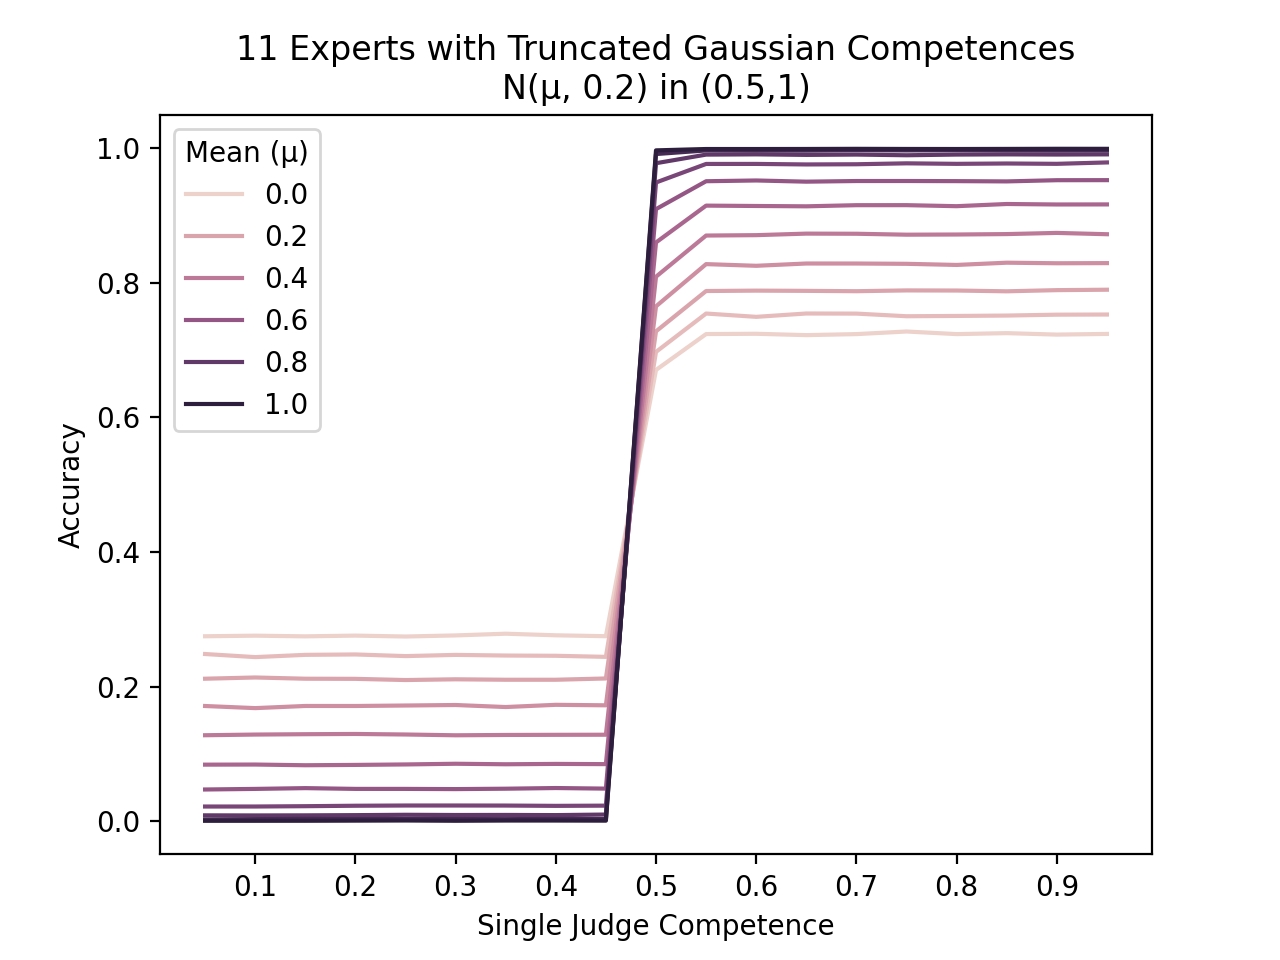 11 Experts with Truncated Gaussian Competences
N(μ, 0.2) in (0.5,1)
Mean (μ)
0.0
0.2
0.4
0.6
0.8
1.0
1.0
0.8
0.6
0.4
0.2
0.0
Accuracy
0.1 0.2 0.3 0.4 0.5 0.6 0.7 0.8 0.9
Single Judge Competence